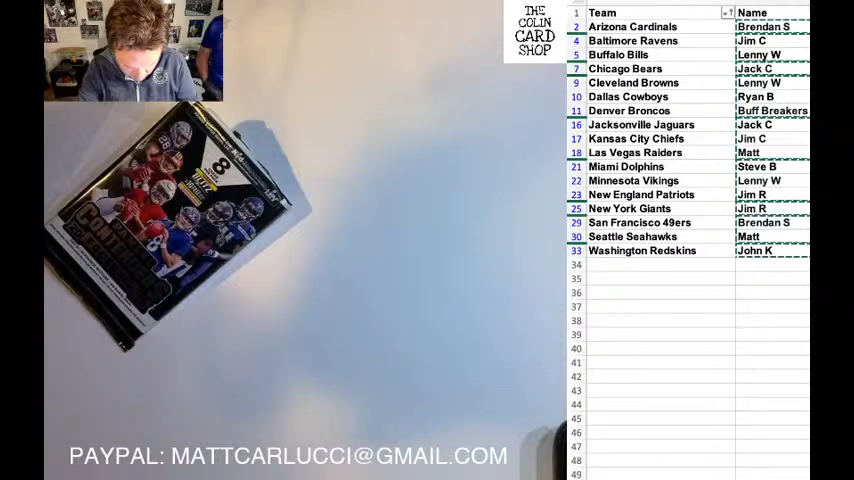 THE
COLIN
CARD
SHOP
1 Team Name
2 Arizona Cardinals Brendan S
4 Baltimore Ravens Jim C
5 Buffalo Bills Lenny W
7 Chicago Bears Jack C
9 Cleveland Browns Lenny W
10 Dallas Cowboys Ryan B
11 Denver Broncos Buff Breakers
16 Jacksonville Jaguars Jack C
17 Kansas City Chiefs Jim C
18 Las Vegas Raiders Matt
21 Miami Dolphins Steve B
22 Minnesota Vikings Lenny W
23 New England Patriots Jim R
25 New York Giants Jim R
29 San Francisco 49ers Brendan S
30 Seattle Seahawks Matt
33 Washington Redskins John K
34
35
36
37
38
39
40
41
42
43
44
45
46
47
48
49
8
CONTENDERS
PAYPAL: MATTCARLUCCI@GMAIL.COM